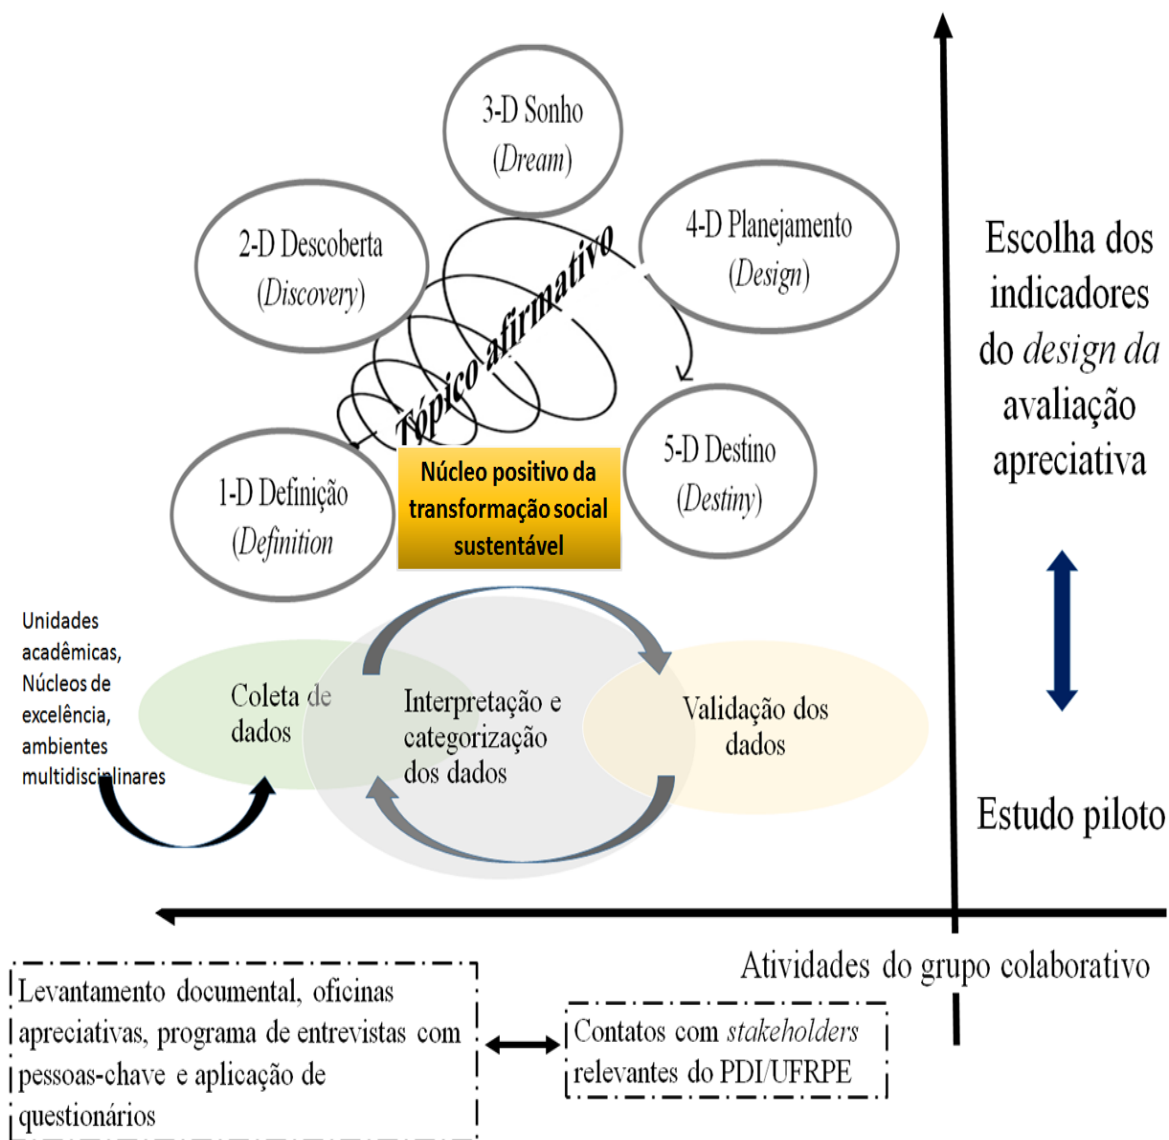 3-D Sonho
(Dream)
2-D Descoberta
(Discovery)
4-D Planejamento
(Design)
Tópico afirmativo
1-D Definição
(Definition
5-D Destino
(Destiny)
Núcleo positivo da
transformação social
sustentável
Escolha dos
indicadores
do design da
avaliação
apreciativa
Unidades
acadêmicas,
Núcleos de
excelência,
ambientes
multidisciplinares
Coleta de
dados
Interpretação e
categorização
dos dados
Validação dos
dados
Estudo piloto
Atividades do grupo colaborativo
Levantamento documental, oficinas
apreciativas, programa de entrevistas com
pessoas-chave e aplicação de
questionários
Contatos com stakeholders
relevantes do PDI/UFRPE